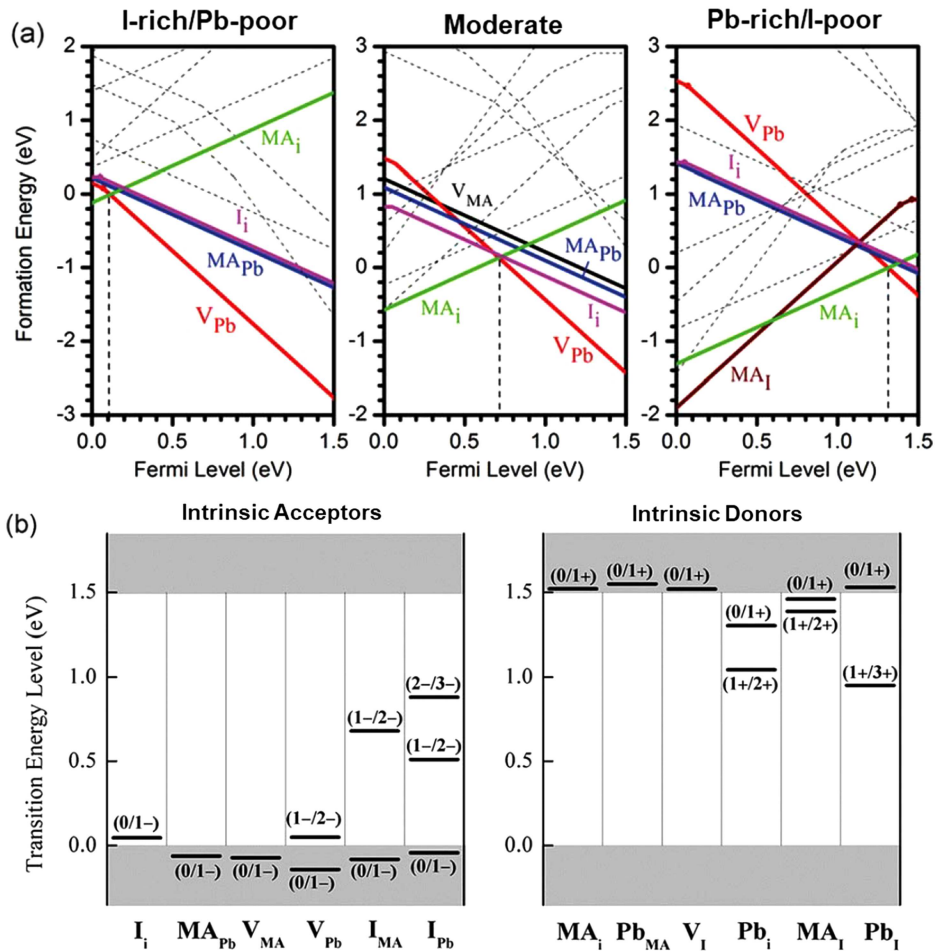 (a)
I-rich/Pb-poor
Moderate
Pb-rich/I-poor
Formation Energy (eV)
2
1
0
-1
-2
-3
MAi
Ii
MAPb
VPb
0.0 0.5 1.0 1.5
Fermi Level (eV)
3
2
1
0
-1
-2
VMA
MAPb
MAi
Ii
VPb
0.0 0.5 1.0 1.5
Fermi Level (eV)
3
2
1
0
-1
-2
VPb
Ii
MAPb
MAi
MAI
0.0 0.5 1.0 1.5
Fermi Level (eV)
(b)
Intrinsic Acceptors
Transition Energy Level (eV)
1.5
1.0
0.5
0.0
(0/1−)
(0/1−)
(0/1−)
(1−/2−)
(0/1−)
(1−/2−)
(0/1−)
(2−/3−)
(1−/2−)
(0/1−)
Ii MAPb VMA VPb IMA IPb
Intrinsic Donors
1.5
1.0
0.5
0.0
(0/1+)
(0/1+)
(0/1+)
(0/1+)
(1+/2+)
(0/1+)
(1+/2+)
(0/1+)
(1+/3+)
MAi PbMA VI Pbi MAI PbI